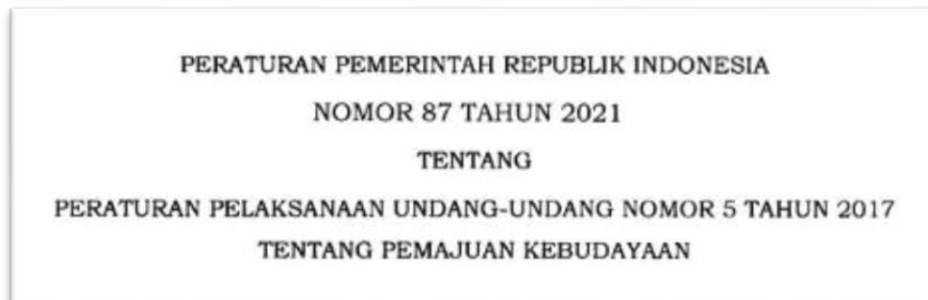 PERATURAN PEMERINTAH REPUBLIK INDONESIA
NOMOR 87 TAHUN 2021
TENTANG
PERATURAN PELAKSANAAN UNDANG-UNDANG NOMOR 5 TAHUN 2017
TENTANG PEMAJUAN KEBUDAYAAN